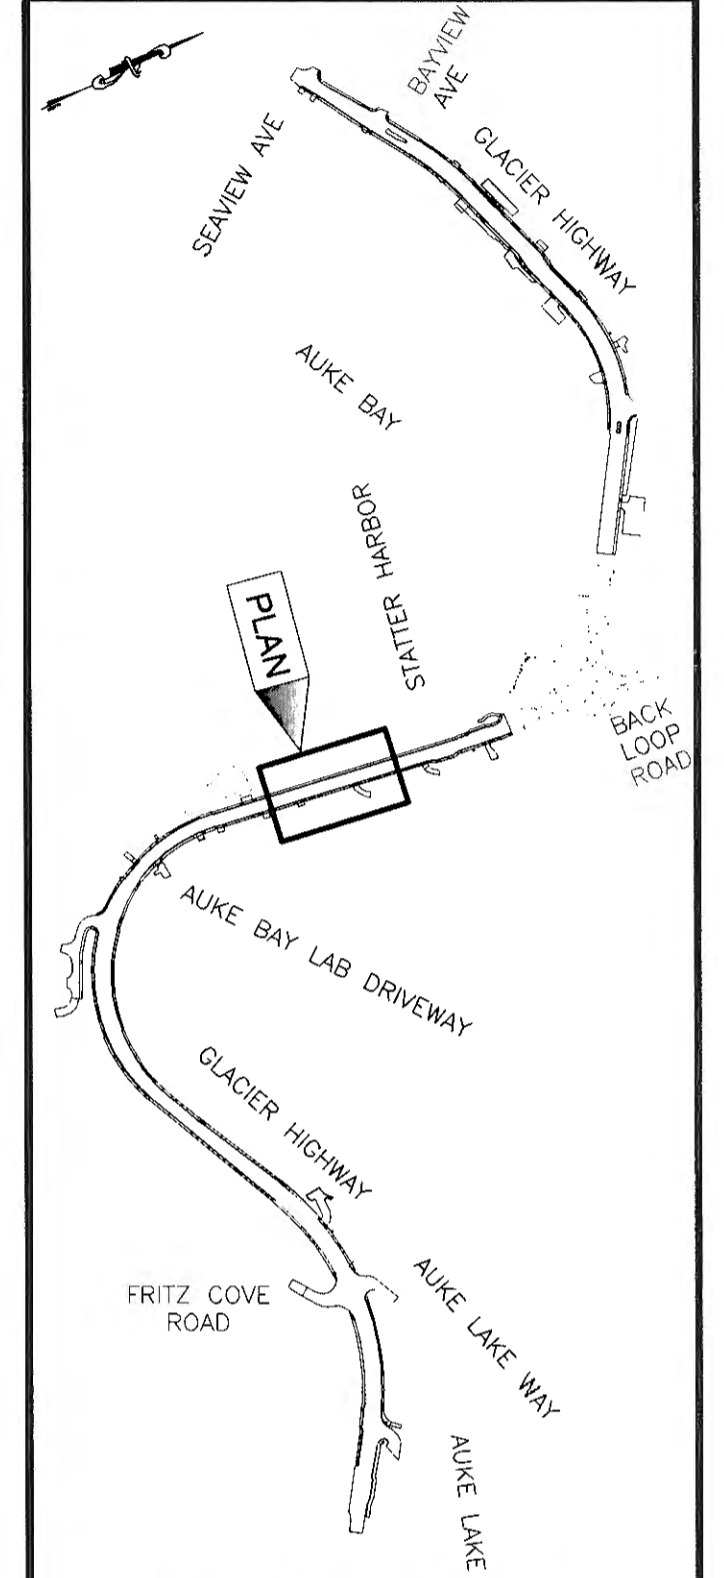 BAYVIEW
AVE
SEAVIEW AVE
GLACIER HIGHWAY
AUKE BAY
STATTER HARBOR
PLAN
BACK
LOOP
ROAD
AUKE BAY LAB DRIVEWAY
GLACIER HIGHWAY
FRITZ COVE
ROAD
AUKE LAKE WAY
AUKE LAKE